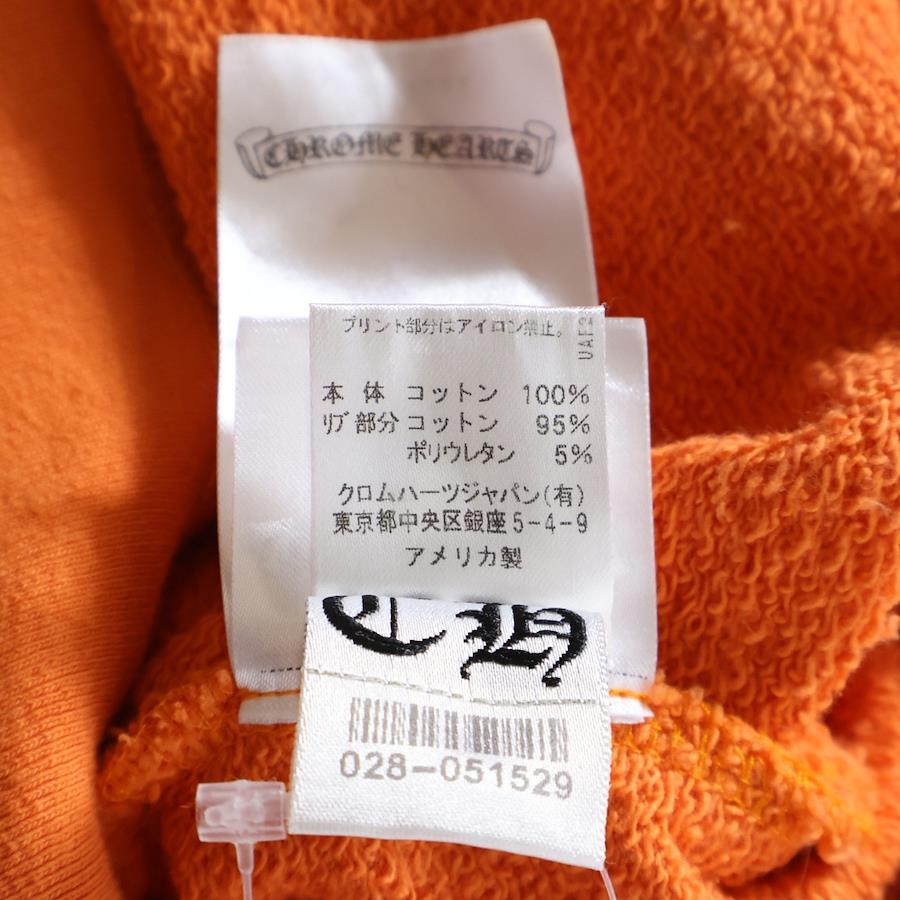 CHROME HEARTS
プリント部分はアイロン禁止。
UAF2
本 体 コットン 100%
リブ部分 コットン 95%
ポリウレタン 5%
クロムハーツジャパン(有)
東京都中央区銀座5-4-9
アメリカ製
CH
028-051529